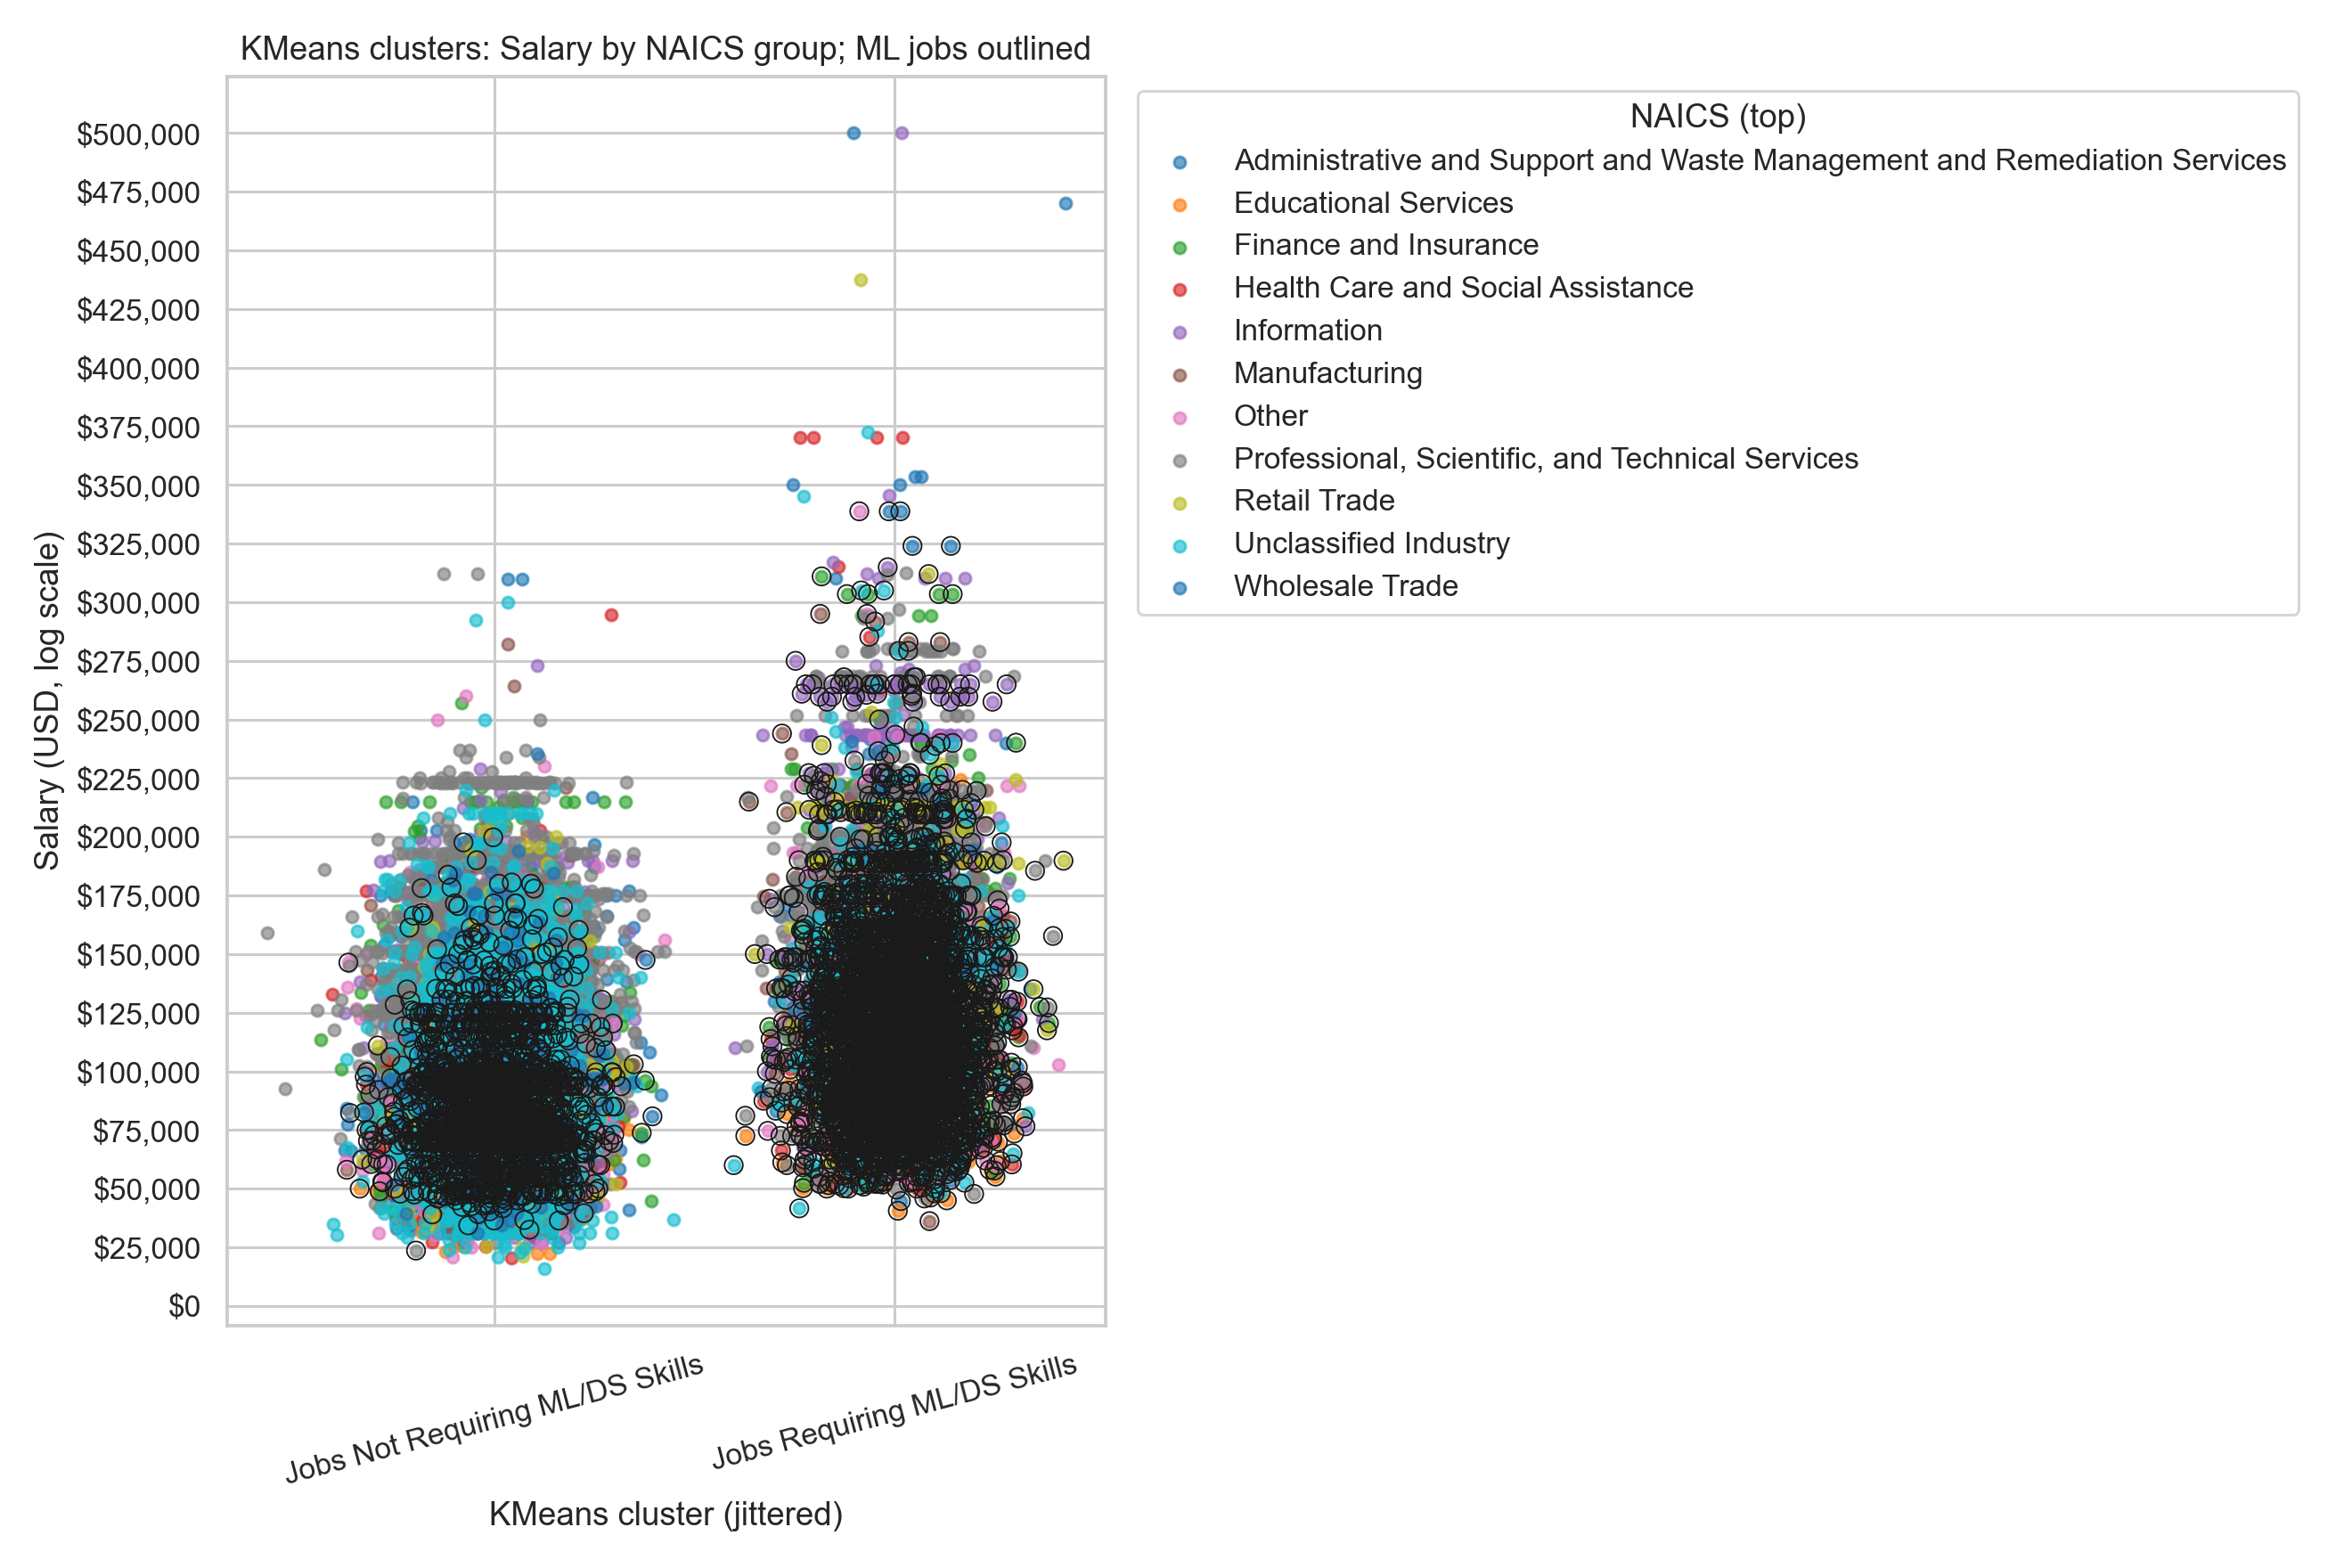 KMeans clusters: Salary by NAICS group; ML jobs outlined
Salary (USD, log scale)
$500,000
$475,000
$450,000
$425,000
$400,000
$375,000
$350,000
$325,000
$300,000
$275,000
$250,000
$225,000
$200,000
$175,000
$150,000
$125,000
$100,000
$75,000
$50,000
$25,000
$0
Jobs Not Requiring ML/DS Skills
Jobs Requiring ML/DS Skills
KMeans cluster (jittered)
NAICS (top)
Administrative and Support and Waste Management and Remediation Services
Educational Services
Finance and Insurance
Health Care and Social Assistance
Information
Manufacturing
Other
Professional, Scientific, and Technical Services
Retail Trade
Unclassified Industry
Wholesale Trade